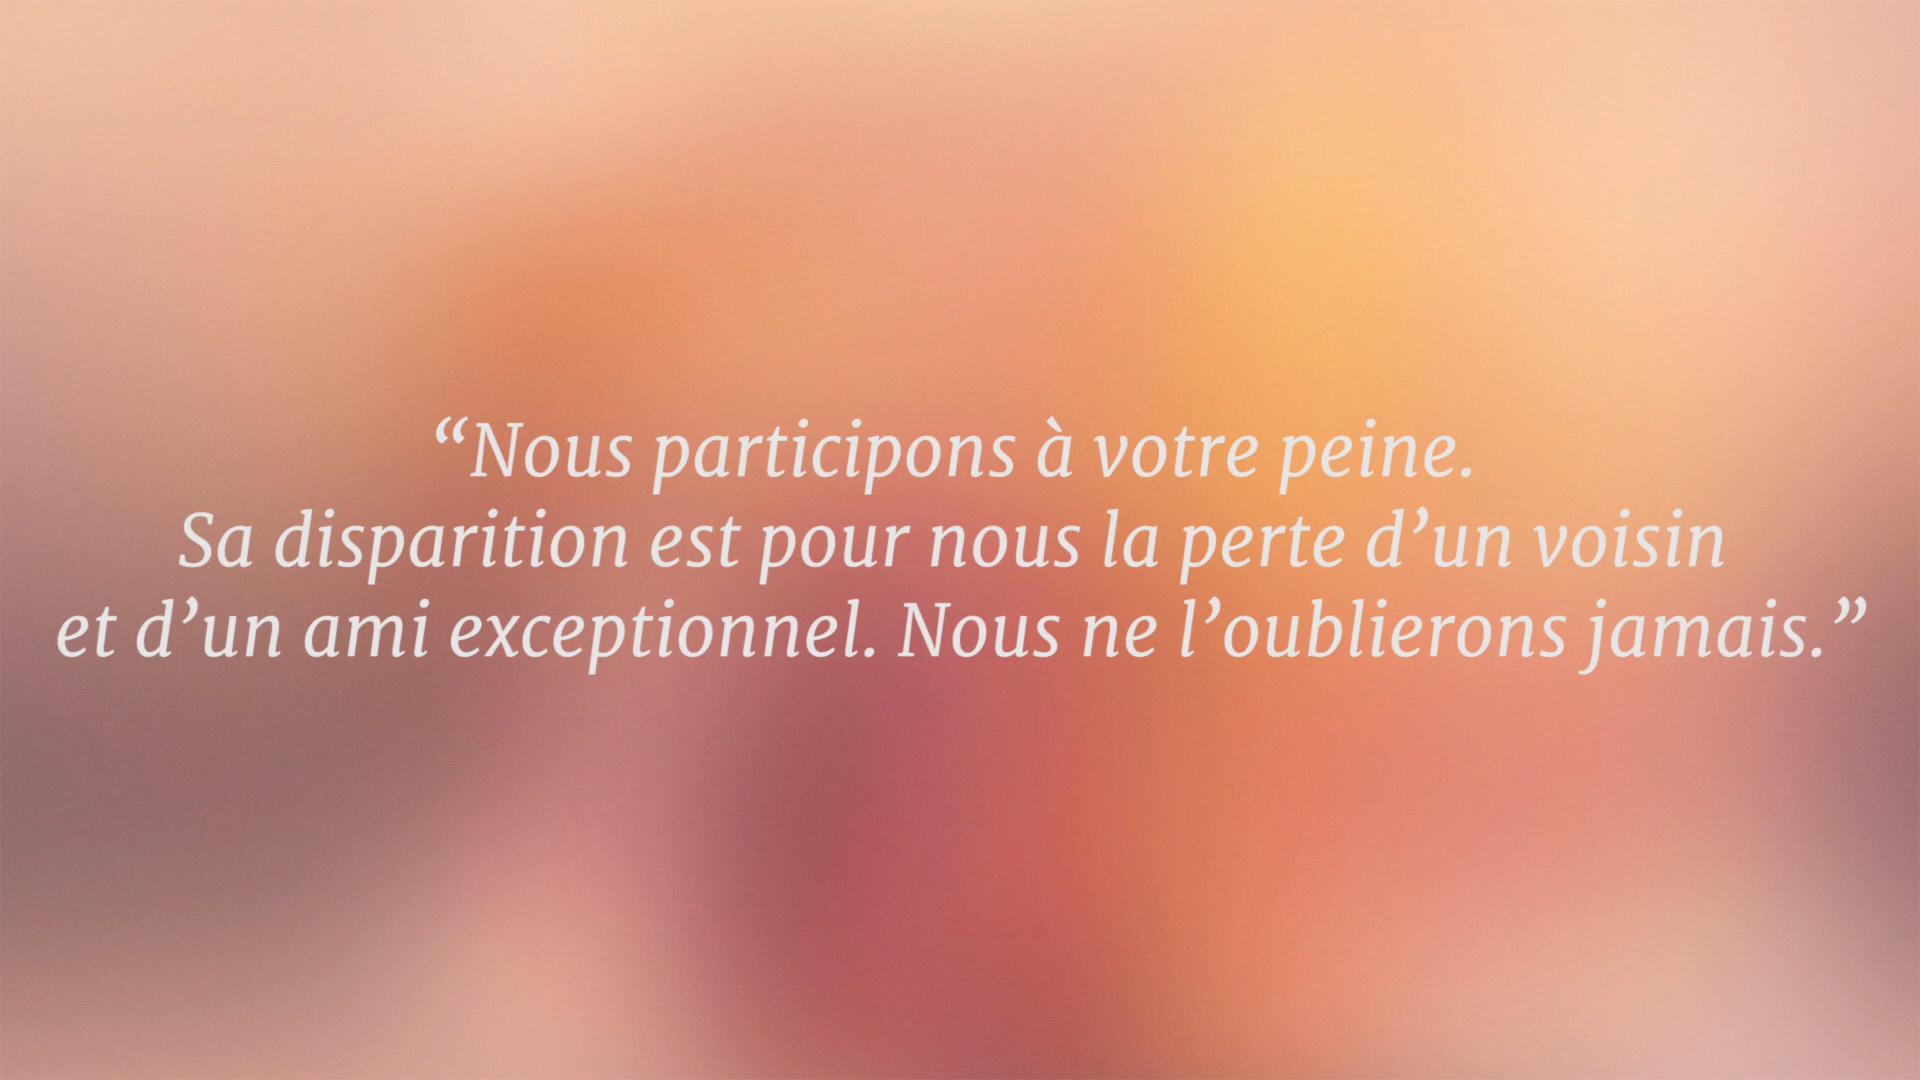 “Nous participons à votre peine.
Sa disparition est pour nous la perte d’un voisin
et d’un ami exceptionnel. Nous ne l’oublierons jamais.”